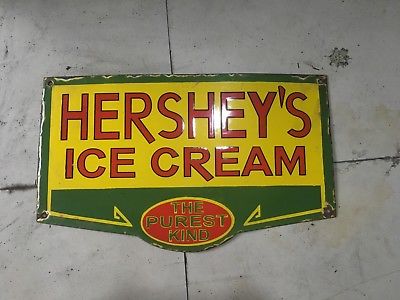 HERSHEY'S
ICE CREAM
THE
PUREST
KIND